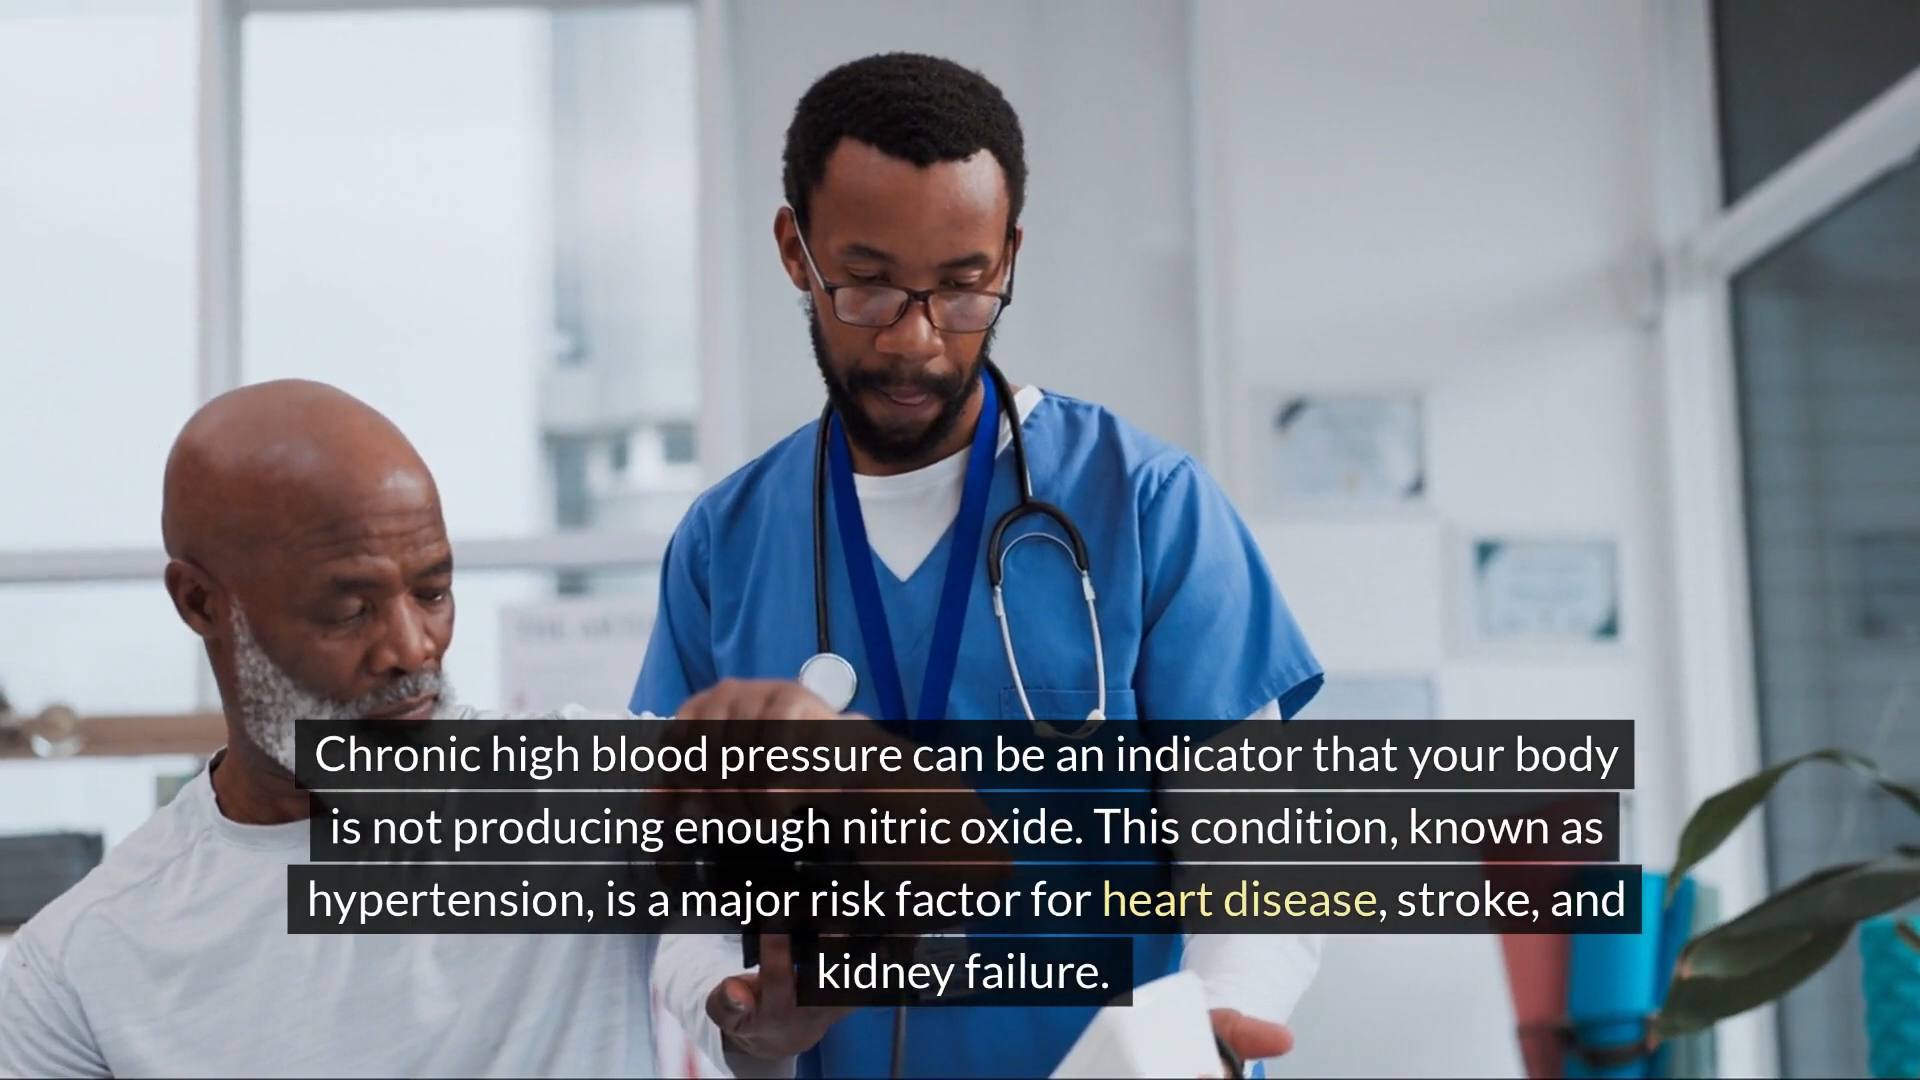 Chronic high blood pressure can be an indicator that your body
is not producing enough nitric oxide. This condition, known as
hypertension, is a major risk factor for heart disease, stroke, and
kidney failure.